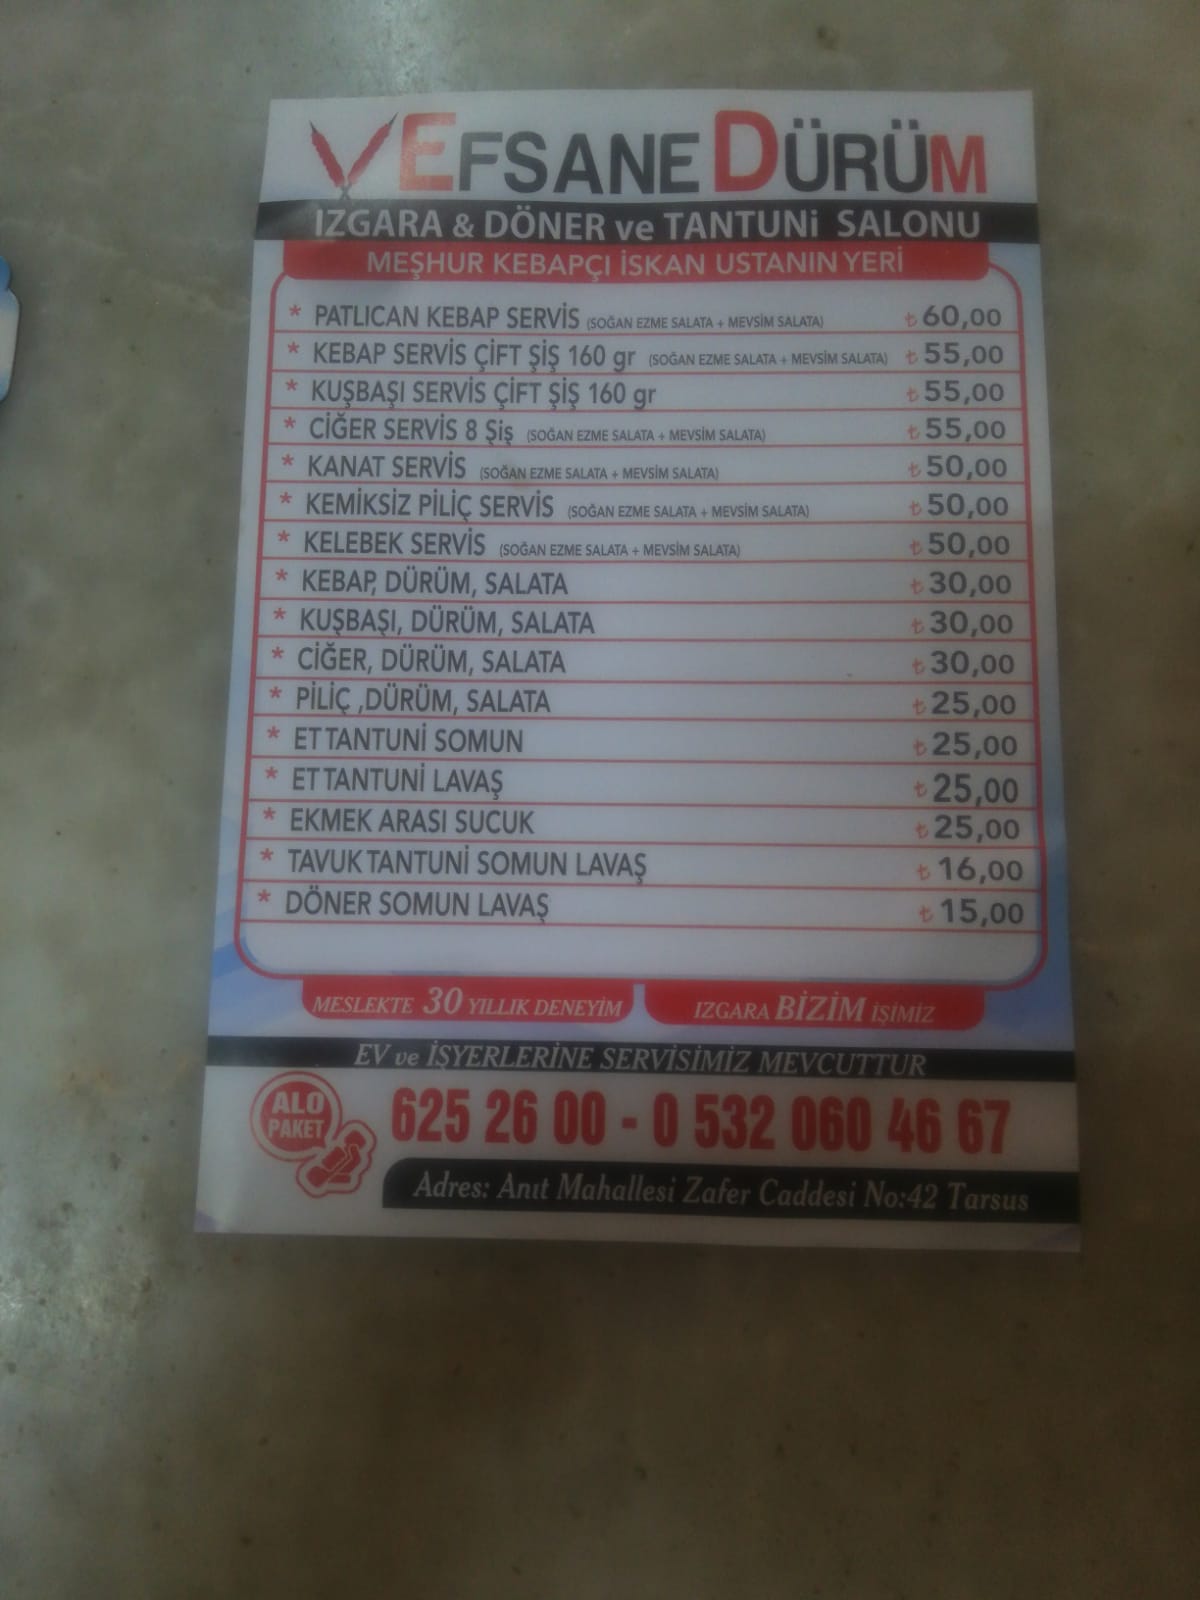 EFSANE DÜRÜM
IZGARA & DÖNER ve TANTUNi SALONU
MEŞHUR KEBAPÇI İSKAN USTANIN YERİ
* PATLICAN KEBAP SERVİS (SOĞAN EZME SALATA + MEVSİM SALATA) ₺ 60,00
* KEBAP SERVİS ÇİFT ŞİŞ 160 gr (SOĞAN EZME SALATA + MEVSİM SALATA) ₺ 55,00
* KUŞBAŞI SERVİS ÇİFT ŞİŞ 160 gr ₺ 55,00
* CİĞER SERVİS 8 Şiş (SOĞAN EZME SALATA + MEVSİM SALATA) ₺ 55,00
* KANAT SERVİS (SOĞAN EZME SALATA + MEVSİM SALATA) ₺ 50,00
* KEMİKSİZ PİLİÇ SERVİS (SOĞAN EZME SALATA + MEVSİM SALATA) ₺ 50,00
* KELEBEK SERVİS (SOĞAN EZME SALATA + MEVSİM SALATA) ₺ 50,00
* KEBAP, DÜRÜM, SALATA ₺ 30,00
* KUŞBAŞI, DÜRÜM, SALATA ₺ 30,00
* CİĞER, DÜRÜM, SALATA ₺ 30,00
* PİLİÇ ,DÜRÜM, SALATA ₺ 25,00
* ET TANTUNİ SOMUN ₺ 25,00
* ET TANTUNİ LAVAŞ ₺ 25,00
* EKMEK ARASI SUCUK ₺ 25,00
* TAVUK TANTUNİ SOMUN LAVAŞ ₺ 16,00
* DÖNER SOMUN LAVAŞ ₺ 15,00
MESLEKTE 30 YILLIK DENEYİM
IZGARA BİZİM İŞİMİZ
EV ve İŞYERLERİNE SERVİSİMİZ MEVCUTTUR
ALO
PAKET
625 26 00 - 0 532 060 46 67
Adres: Anıt Mahallesi Zafer Caddesi No:42 Tarsus